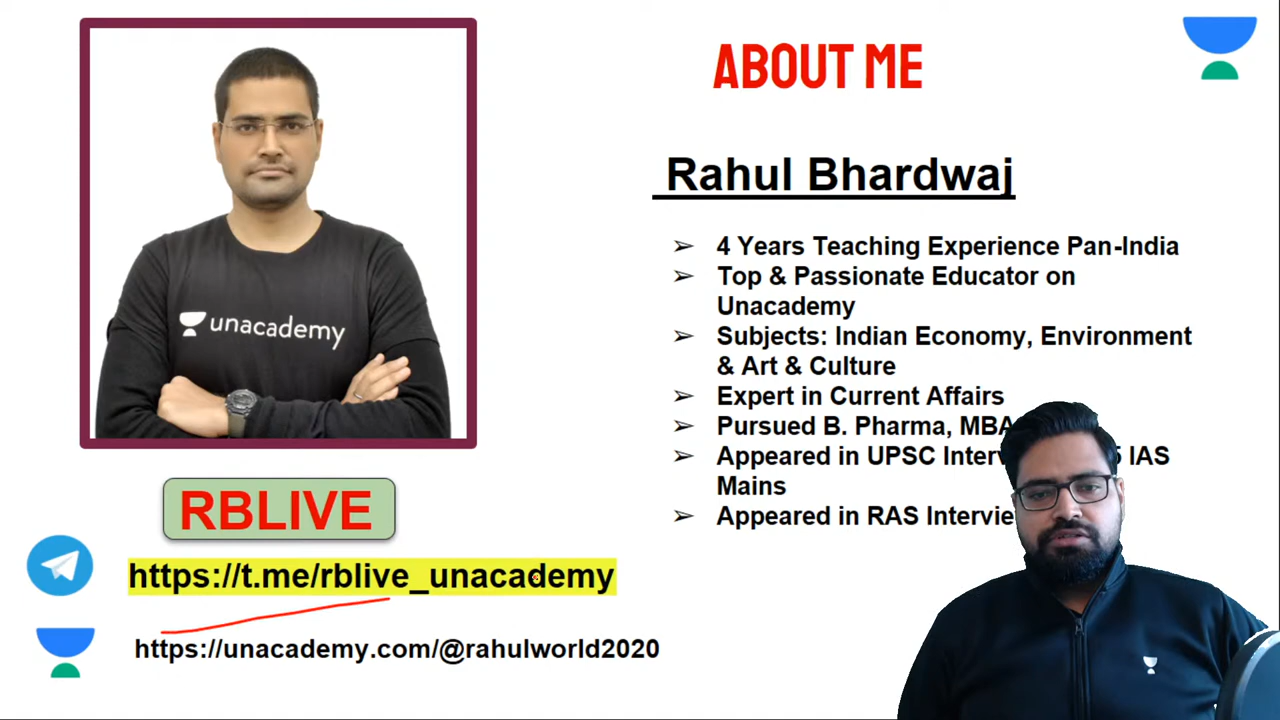 ABOUT ME
Rahul Bhardwaj
➢ 4 Years Teaching Experience Pan-India
➢ Top & Passionate Educator on
Unacademy
➢ Subjects: Indian Economy, Environment
& Art & Culture
➢ Expert in Current Affairs
➢ Pursued B. Pharma, MBA
➢ Appeared in UPSC IAS
Mains
➢ Appeared in RAS
unacademy
RBLIVE
https://t.me/rblive_unacademy
https://unacademy.com/@rahulworld2020